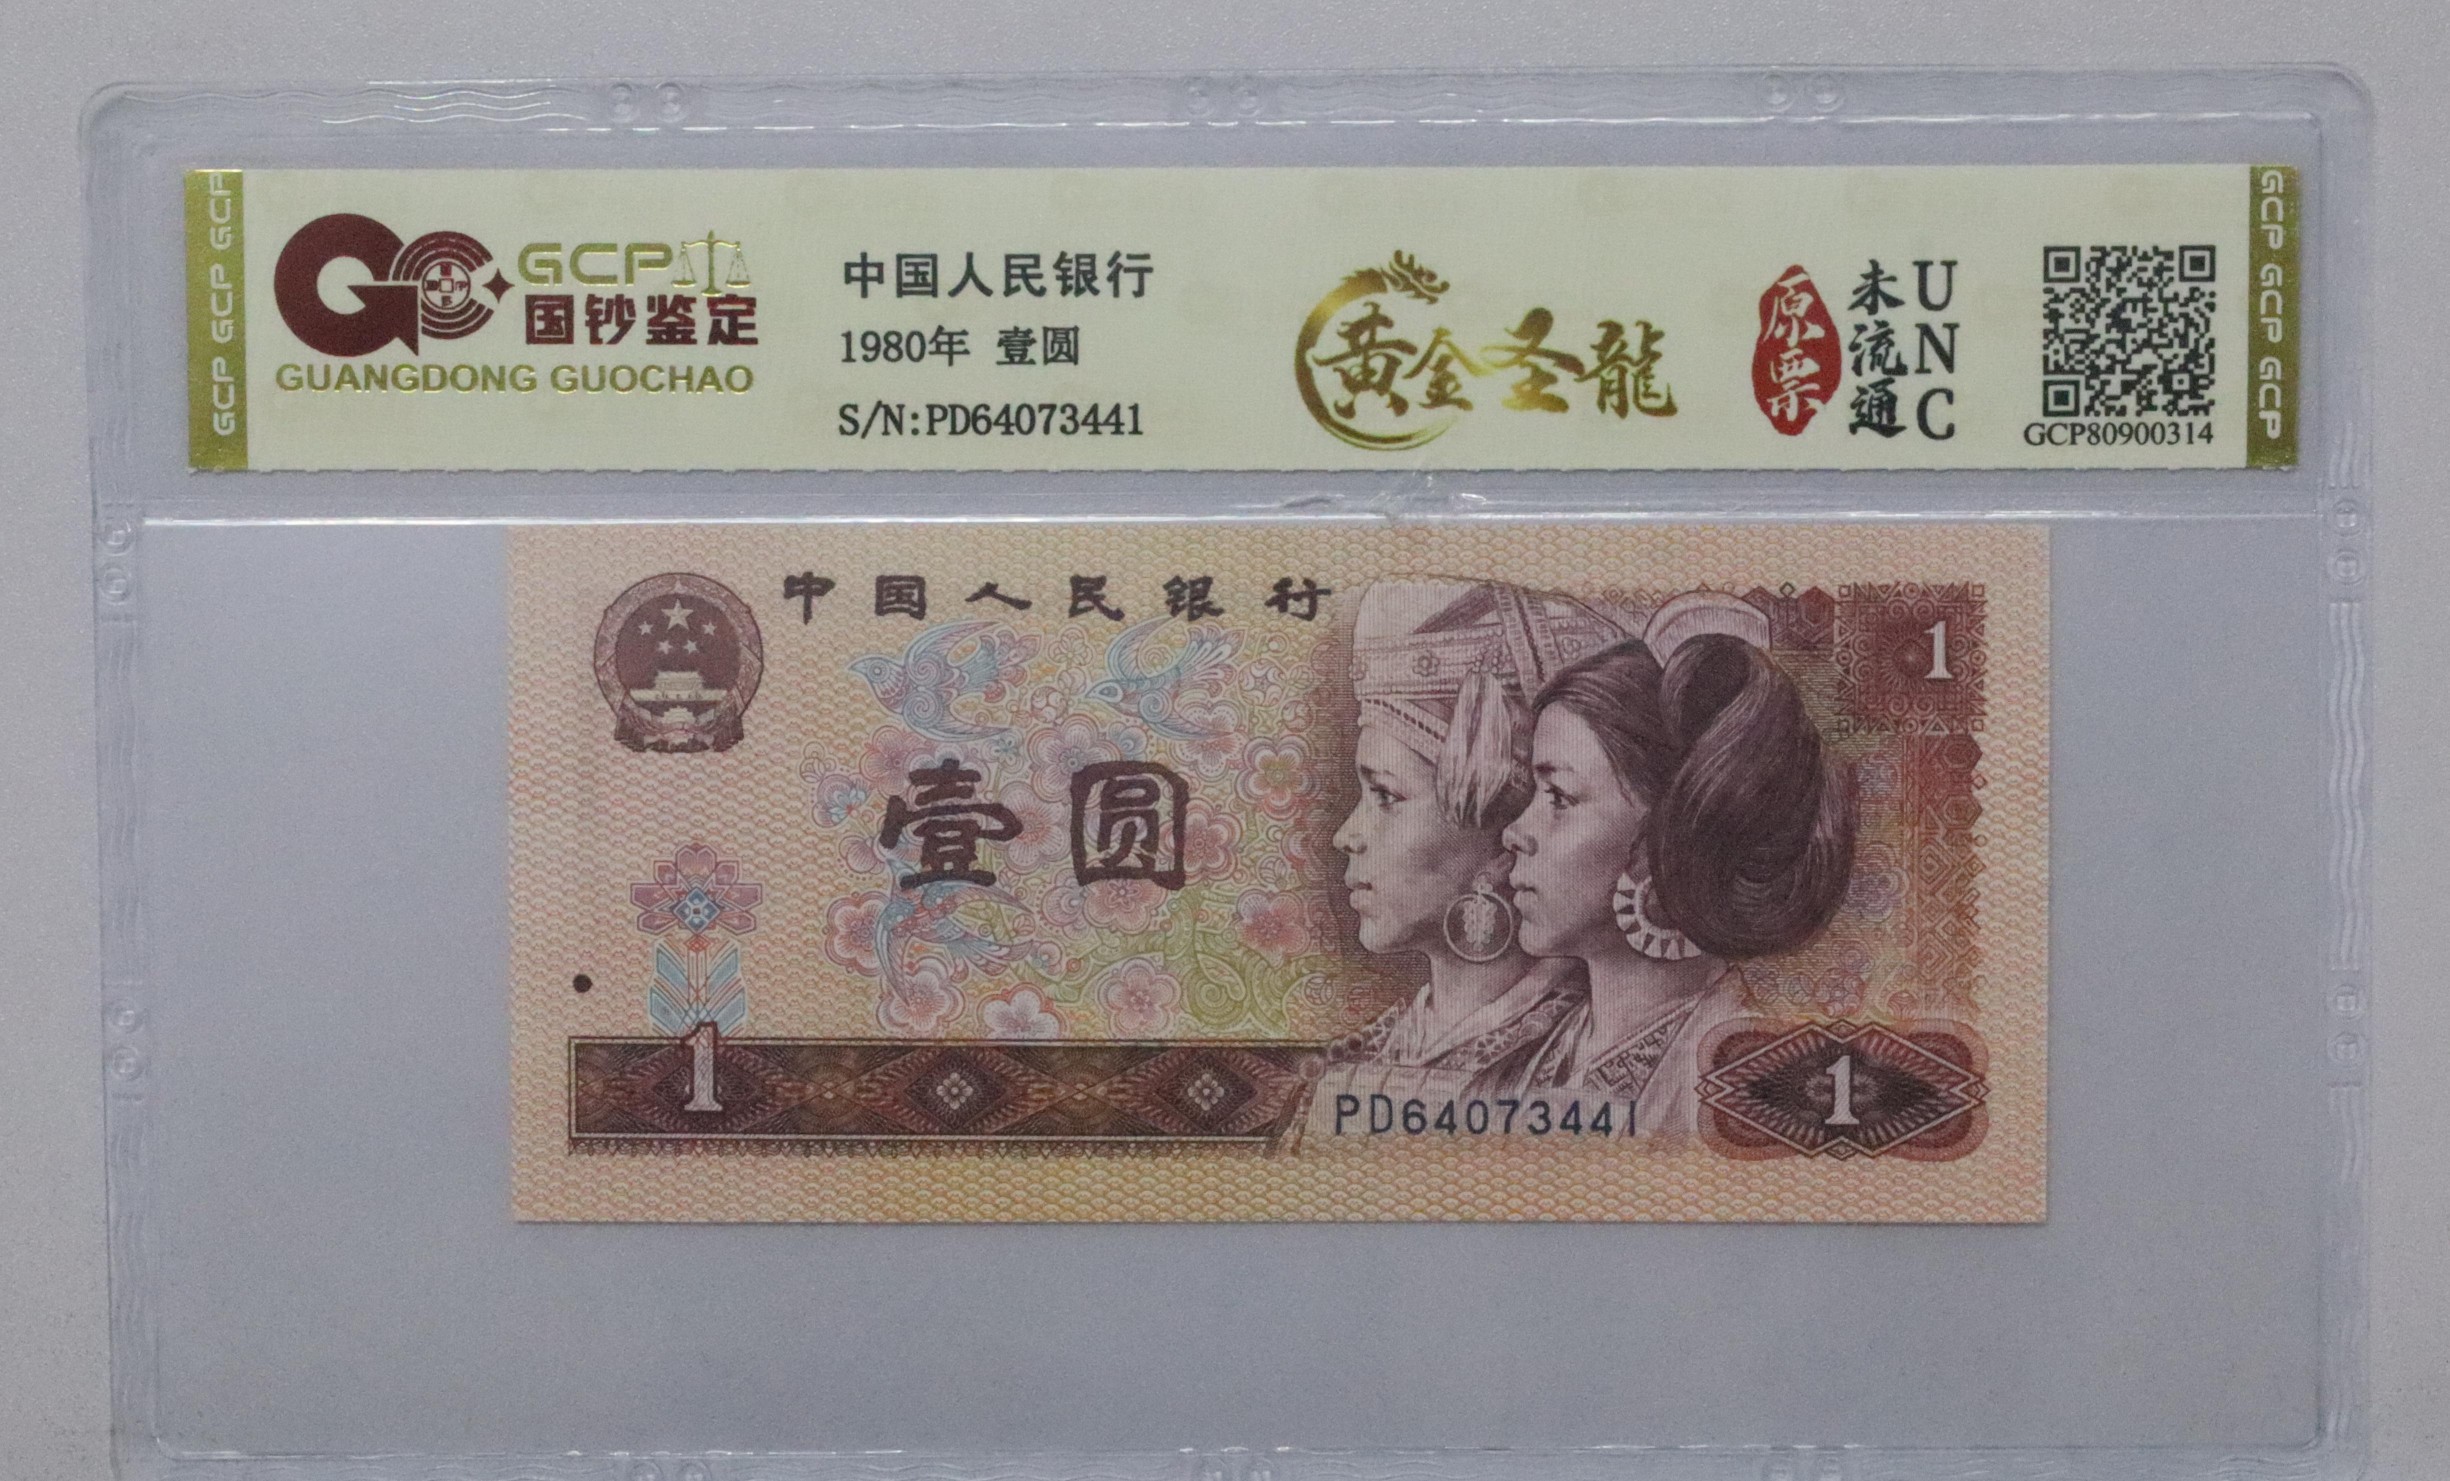 GCP GCP GCP
GCP
国钞鉴定
GUANGDONG GUOCHAO
中国人民银行
1980年 壹圆
S/N:PD64073441
黄金圣龍
原票
未流通
UNC
GCP80900314
GCP GCP GCP
中国人民银行
1
壹圆
1
PD64073441
1